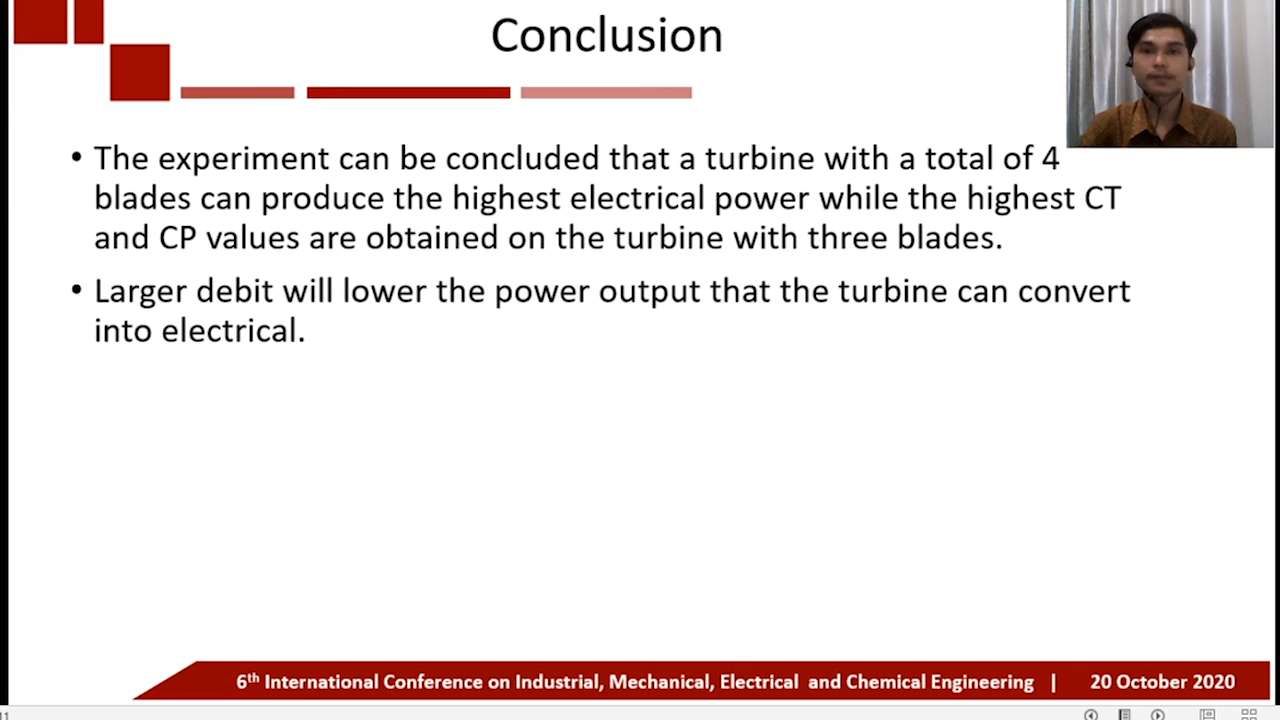 Conclusion
• The experiment can be concluded that a turbine with a total of 4
blades can produce the highest electrical power while the highest CT
and CP values are obtained on the turbine with three blades.
• Larger debit will lower the power output that the turbine can convert
into electrical.
6th International Conference on Industrial, Mechanical, Electrical and Chemical Engineering | 20 October 2020